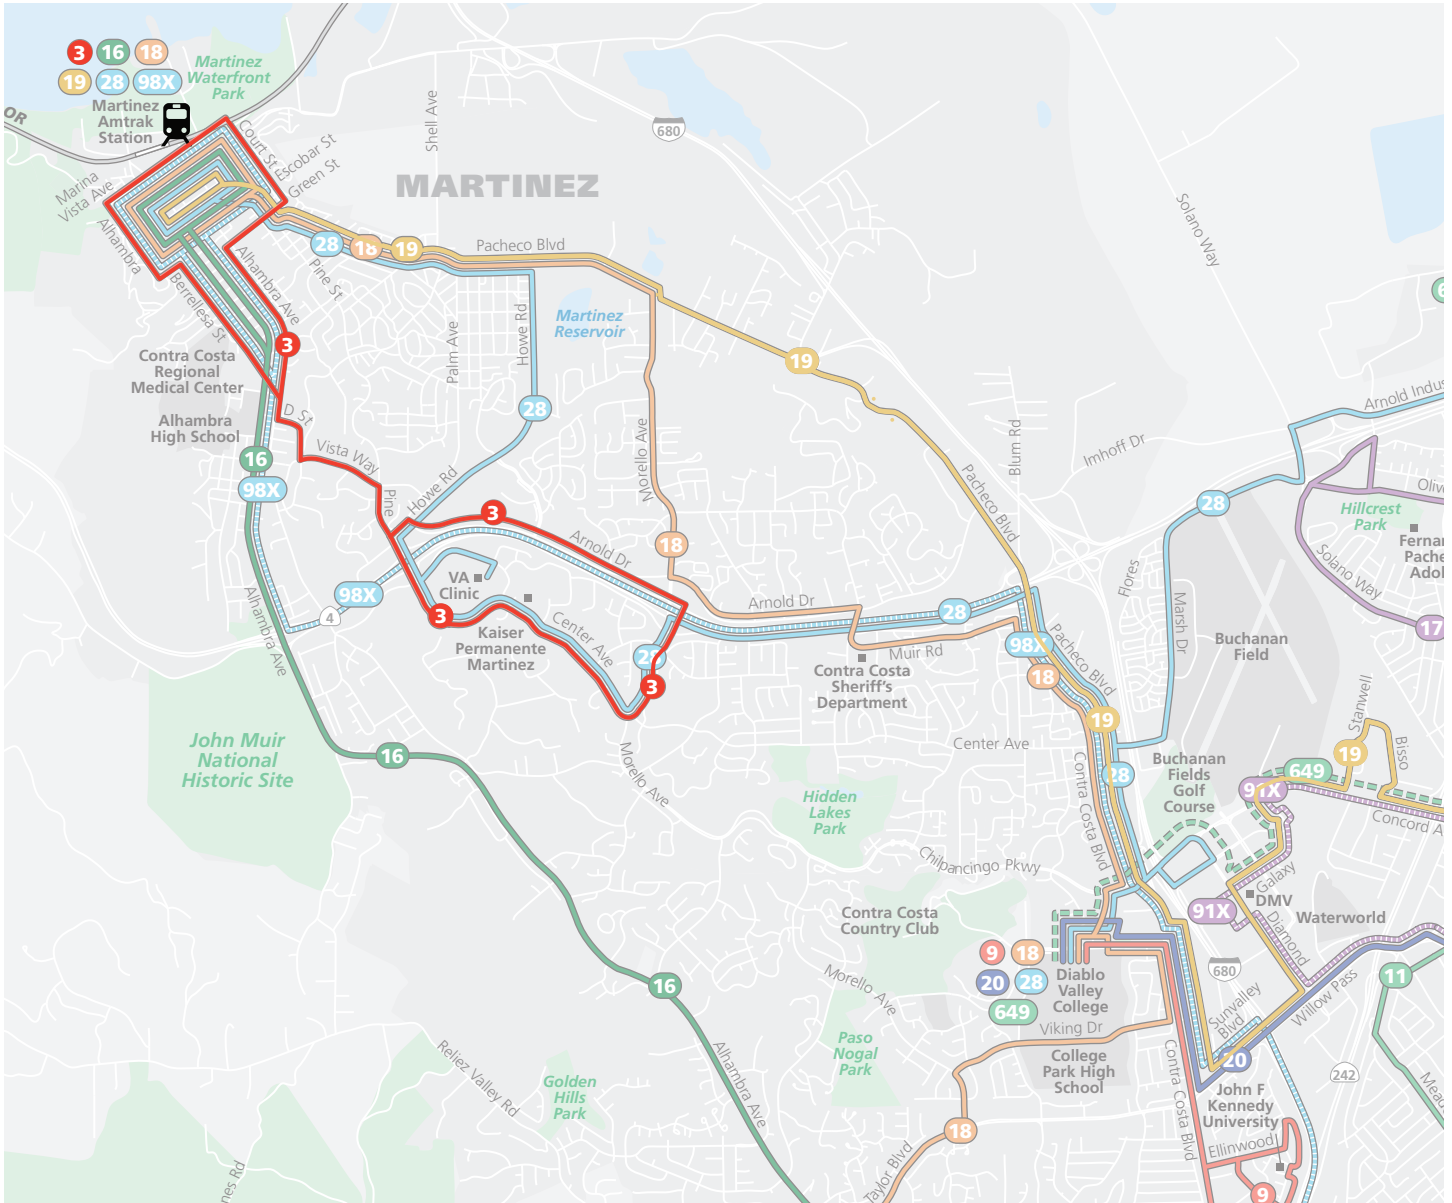 3 16 18
19 28 98X
Martinez
Amtrak
Station
Martinez
Waterfront
Park
OR
Marina
Vista Ave
Court St
Escobar St
Green St
Shell Ave
680
MARTINEZ
Solano Way
Alhambra
Berrellesa St
Alhambra Ave
Pine St
28
18
19
Pacheco Blvd
Palm Ave
Howe Rd
Martinez
Reservoir
3
19
Contra Costa
Regional
Medical Center
Alhambra
High School
D St
Vista Way
28
Arnold Indus
16
98X
Pine
Howe Rd
Morello Ave
Pacheco Blvd
Blum Rd
Imhoff Dr
28
Oliv
Hillcrest
Park
Fernan
Pache
Adol
Solano Way
17
3
Arnold Dr
18
VA
Clinic
98X
4
3
Kaiser
Permanente
Martinez
Center Ave
28
3
Arnold Dr
28
Muir Rd
98X
18
Pacheco Blvd
Flores
Marsh Dr
Buchanan
Field
Contra Costa
Sheriff's
Department
Alhambra Ave
John Muir
National
Historic Site
16
Morello Ave
Center Ave
19
28
Contra Costa Blvd
Buchanan
Fields
Golf
Course
Stanwell
Bisso
19
649
91X
Concord A
Hidden
Lakes
Park
Chilpancingo Pkwy
Galaxy
DMV
91X
Diamond
Waterworld
Contra Costa
Country Club
9 18
20 28
649
Diablo
Valley
College
680
Sunvalley
Blvd
Willow Pass
11
16
Morello Ave
Paso
Nogal
Park
Viking Dr
College
Park High
School
Contra Costa Blvd
20
John F
Kennedy
University
242
Mead
Reliez Valley Rd
Golden
Hills
Park
Alhambra Ave
18
Taylor Blvd
Ellinwood
9
nes Rd